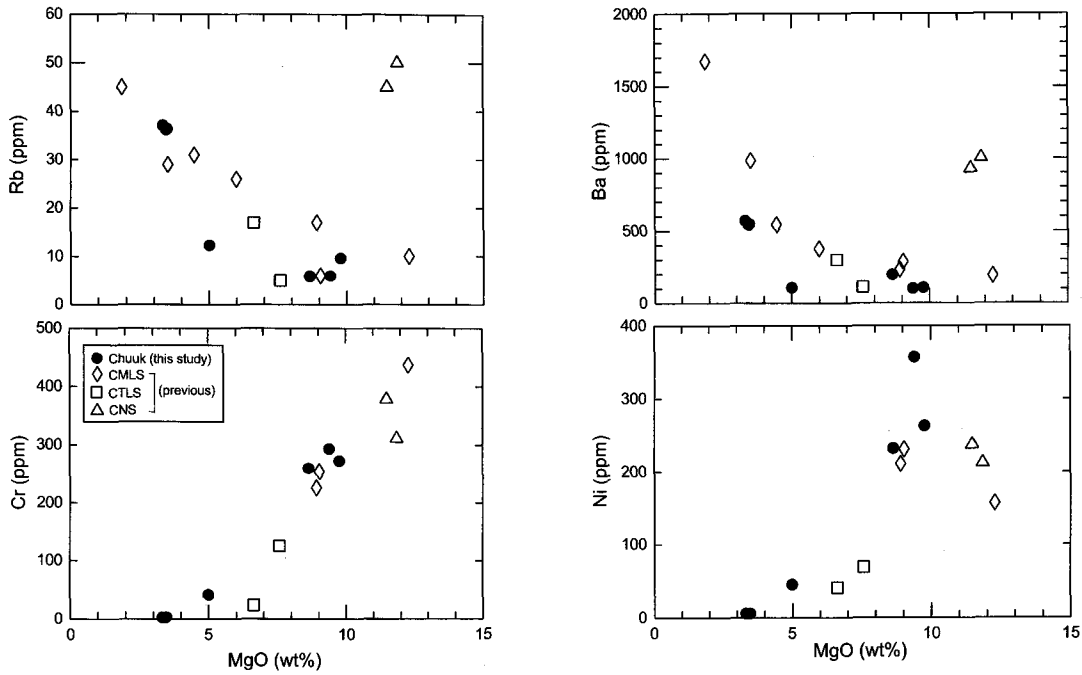 60
50
40
30
20
10
0
Rb (ppm)
2000
1500
1000
500
0
Ba (ppm)
500
400
300
200
100
0
Cr (ppm)
Chuuk (this study)
CMLS
CTLS (previous)
CNS
0 5 10 15
MgO (wt%)
400
300
200
100
0
Ni (ppm)
0 5 10 15
MgO (wt%)